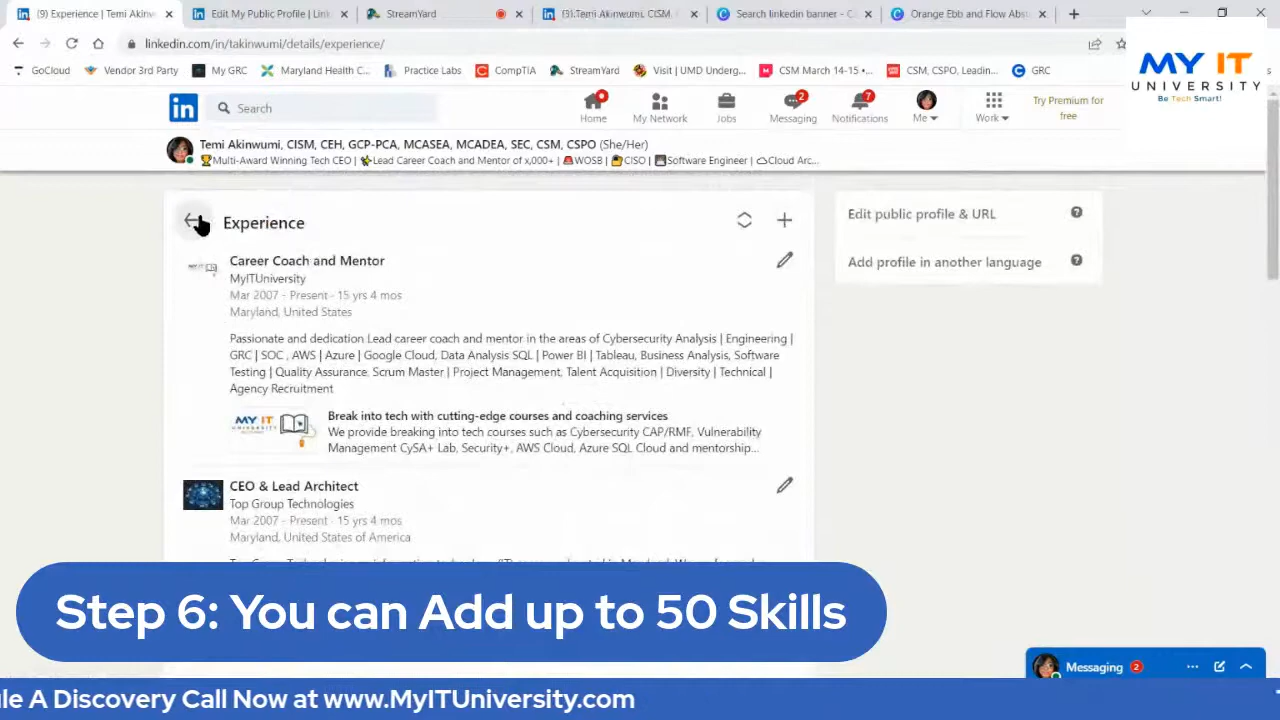 (9) Experience | Temi Akinw
Edit My Public Profile | Link
StreamYard
(3) Temi Akinwumi, CISM,
Search linkedin banner - C
Orange Ebb and Flow Abst
linkedin.com/in/takinwumi/details/experience/
GoCloud
Vendor 3rd Party
My GRC
Maryland Health C...
Practice Labs
CompTIA
StreamYard
Visit | UMD Underg...
CSM March 14-15 •...
CSM, CSPO, Leadin...
GRC
MY IT
UNIVERSITY
Be Tech Smart!
in
Search
Home
My Network
Jobs
2
Messaging
7
Notifications
Me
Work
Try Premium for
free
Temi Akinwumi, CISM, CEH, GCP-PCA, MCASEA, MCADEA, SEC, CSM, CSPO (She/Her)
Multi-Award Winning Tech CEO | Lead Career Coach and Mentor of x,000+ | WOSB | CISO | Software Engineer | Cloud Arc...
Experience
Career Coach and Mentor
MyITUniversity
Mar 2007 - Present · 15 yrs 4 mos
Maryland, United States
Passionate and dedication Lead career coach and mentor in the areas of Cybersecurity Analysis | Engineering |
GRC | SOC , AWS | Azure | Google Cloud, Data Analysis SQL | Power BI | Tableau, Business Analysis, Software
Testing | Quality Assurance, Scrum Master | Project Management, Talent Acquisition | Diversity | Technical |
Agency Recruitment
MY IT
UNIVERSITY
Break into tech with cutting-edge courses and coaching services
We provide breaking into tech courses such as Cybersecurity CAP/RMF, Vulnerability
Management CySA+ Lab, Security+, AWS Cloud, Azure SQL Cloud and mentorship...
CEO & Lead Architect
Top Group Technologies
Mar 2007 - Present · 15 yrs 4 mos
Maryland, United States of America
Edit public profile & URL
Add profile in another language
Step 6: You can Add up to 50 Skills
Messaging 2
le A Discovery Call Now at www.MyITUniversity.com